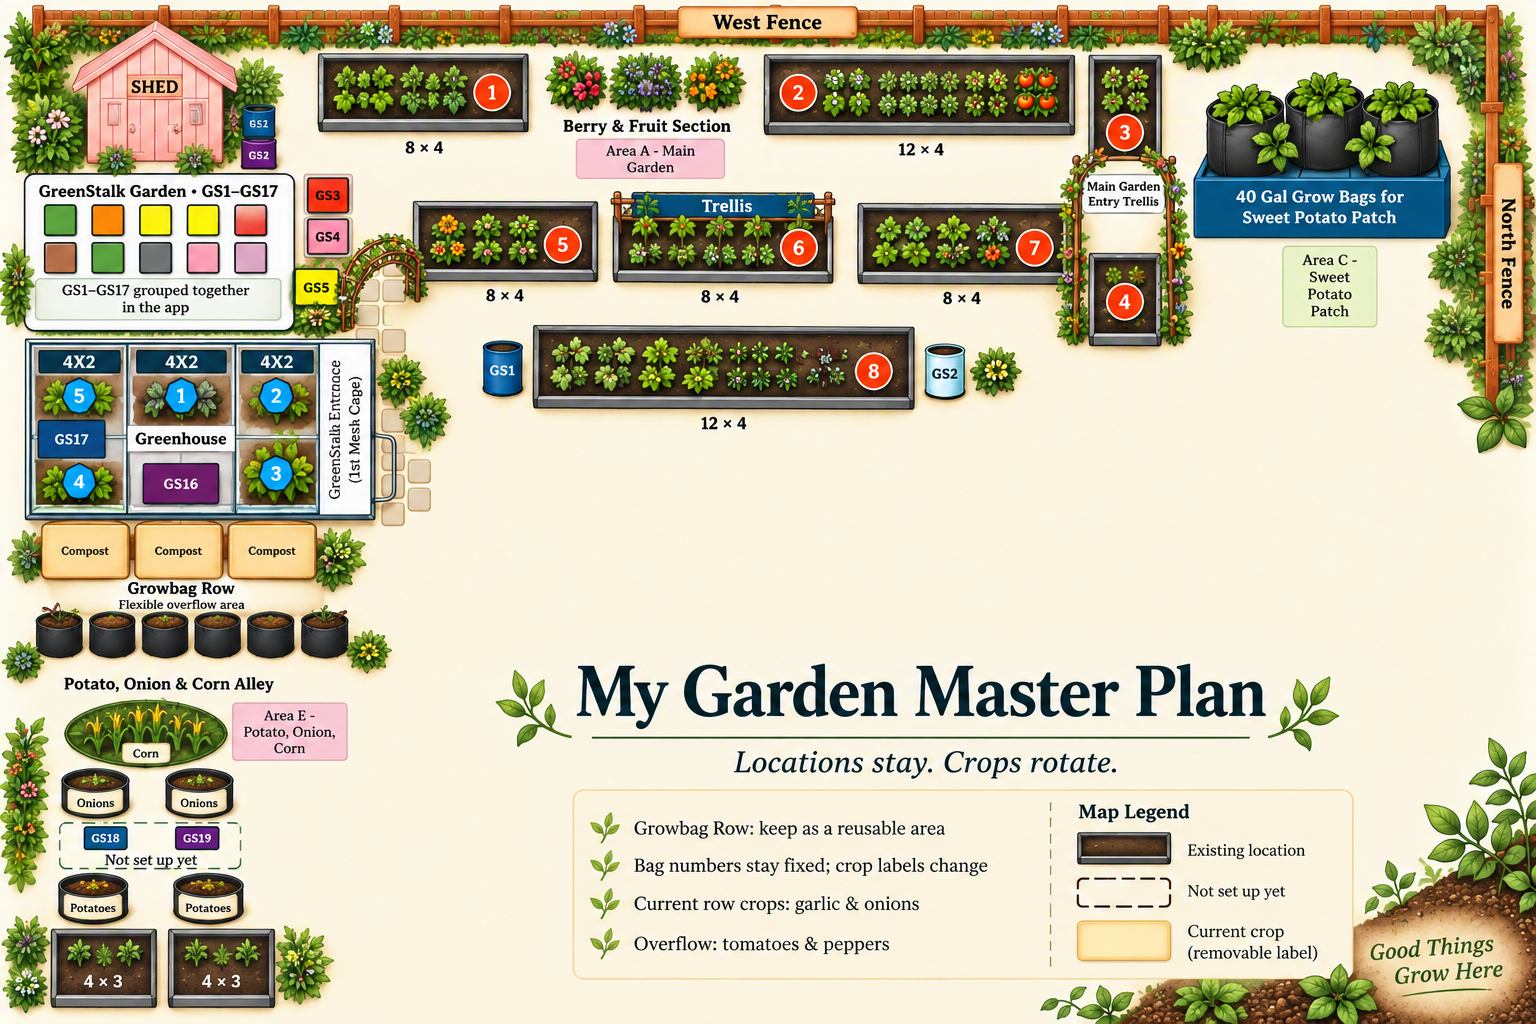 West Fence
SHED
GS2
GS2
1
8 × 4
Berry & Fruit Section
Area A - Main
Garden
2
12 × 4
3
Main Garden
Entry Trellis
4
40 Gal Grow Bags for
Sweet Potato Patch
Area C -
Sweet
Potato
Patch
North Fence
GreenStalk Garden • GS1–GS17
GS1–GS17 grouped together
in the app
GS3
GS4
GS5
5
8 × 4
Trellis
6
8 × 4
7
8 × 4
GS1
8
GS2
12 × 4
4X2
4X2
4X2
5
1
2
GS17
Greenhouse
4
GS16
3
GreenStalk Entrance
(1st Mesh Cage)
Compost
Compost
Compost
Growbag Row
Flexible overflow area
Potato, Onion & Corn Alley
Corn
Area E -
Potato, Onion,
Corn
Onions
Onions
GS18
GS19
Not set up yet
Potatoes
Potatoes
4 × 3
4 × 3
My Garden Master Plan
Locations stay. Crops rotate.
Growbag Row: keep as a reusable area
Bag numbers stay fixed; crop labels change
Current row crops: garlic & onions
Overflow: tomatoes & peppers
Map Legend
Existing location
Not set up yet
Current crop
(removable label)
Good Things
Grow Here